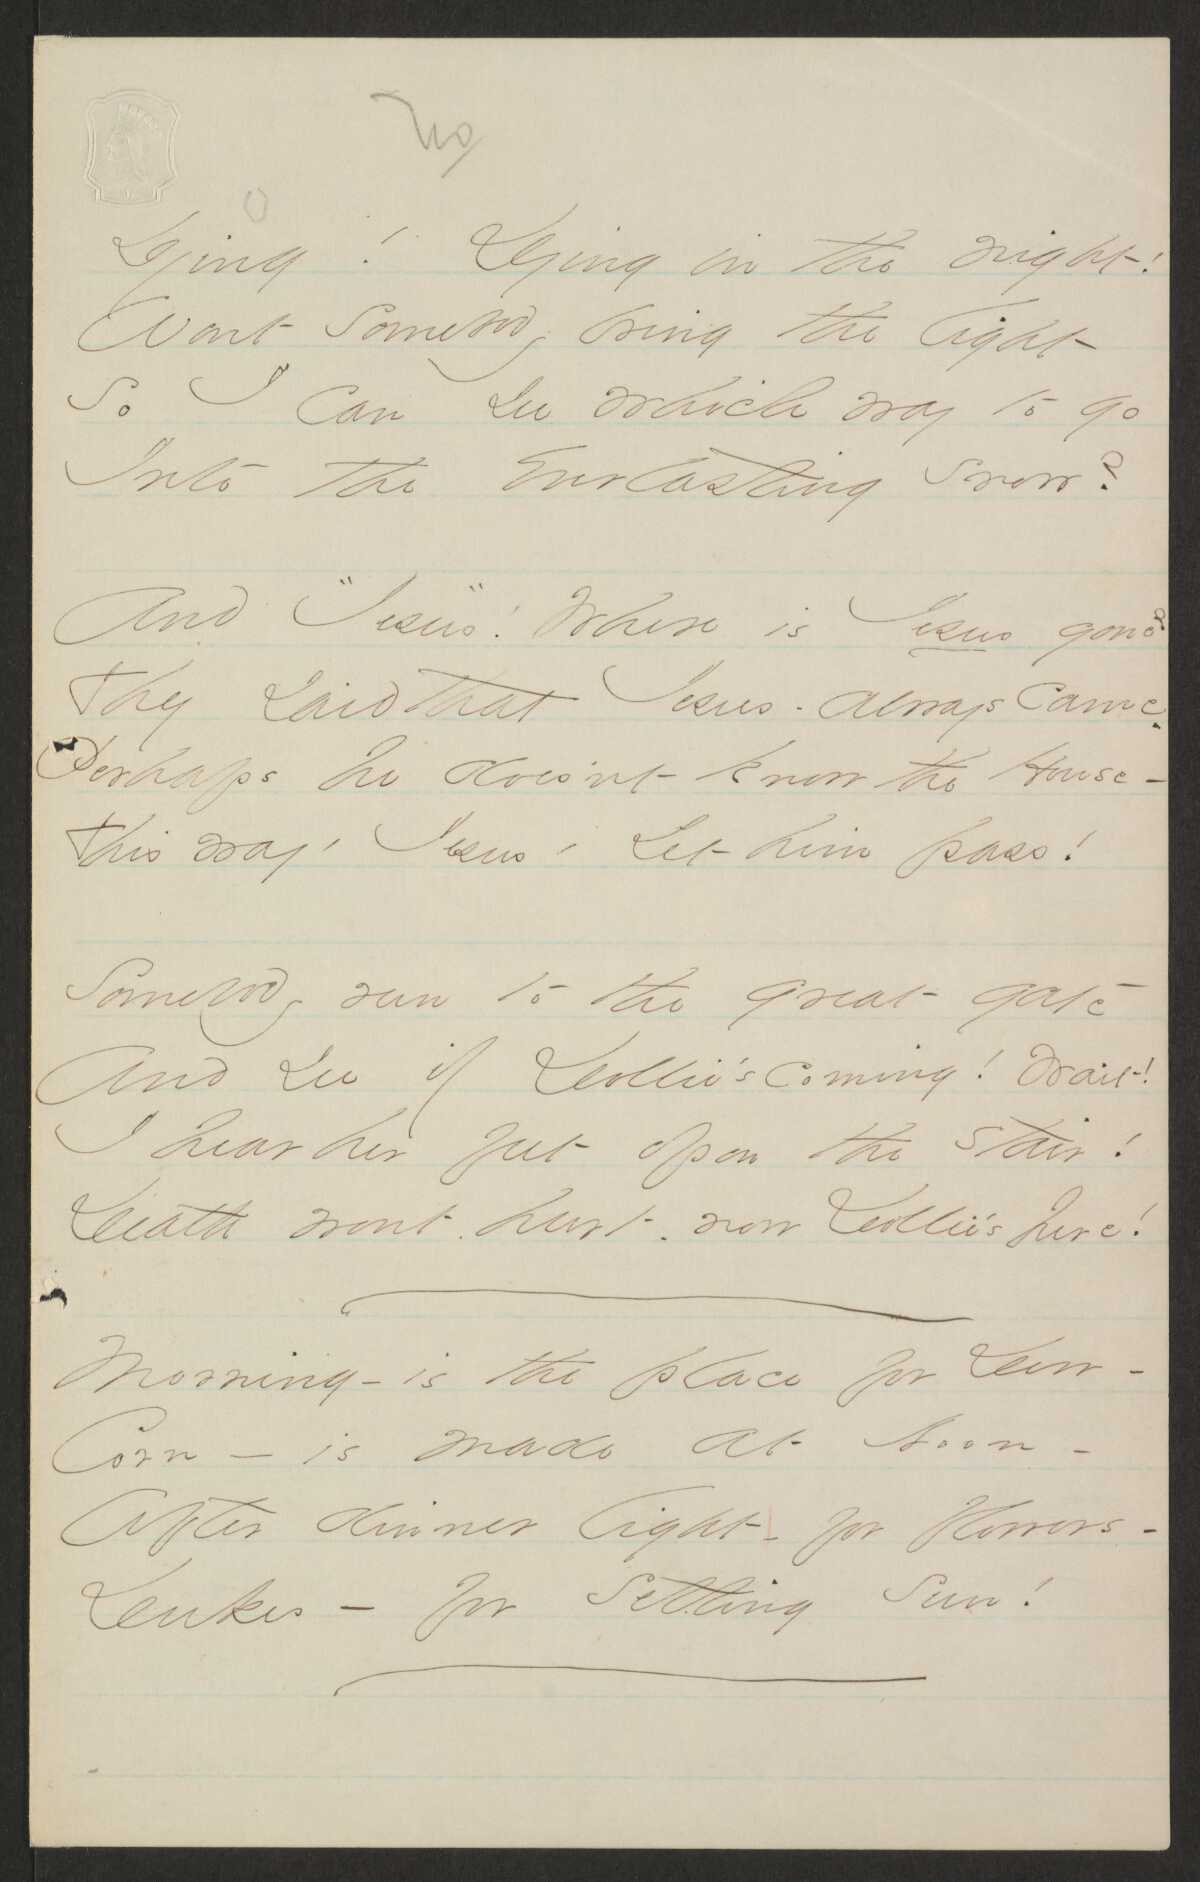 Dying! Dying in the night!
Wont somebody bring the light
So I can see which way to go
Into the Everlasting snow?
And "Jesus"! Where is Jesus gone?
They said that Jesus - always came -
Perhaps he does'nt know the House -
This way, Jesus, Let him pass!
Somebody run to the great gate
And see if Dollie's coming! Wait!
I hear her feet upon the stair!
Death wont hurt - now Dollie's here!
Morning - is the place for Dew -
Corn - is made at Noon -
After dinner light - for flowers -
Dukes - for setting Sun!